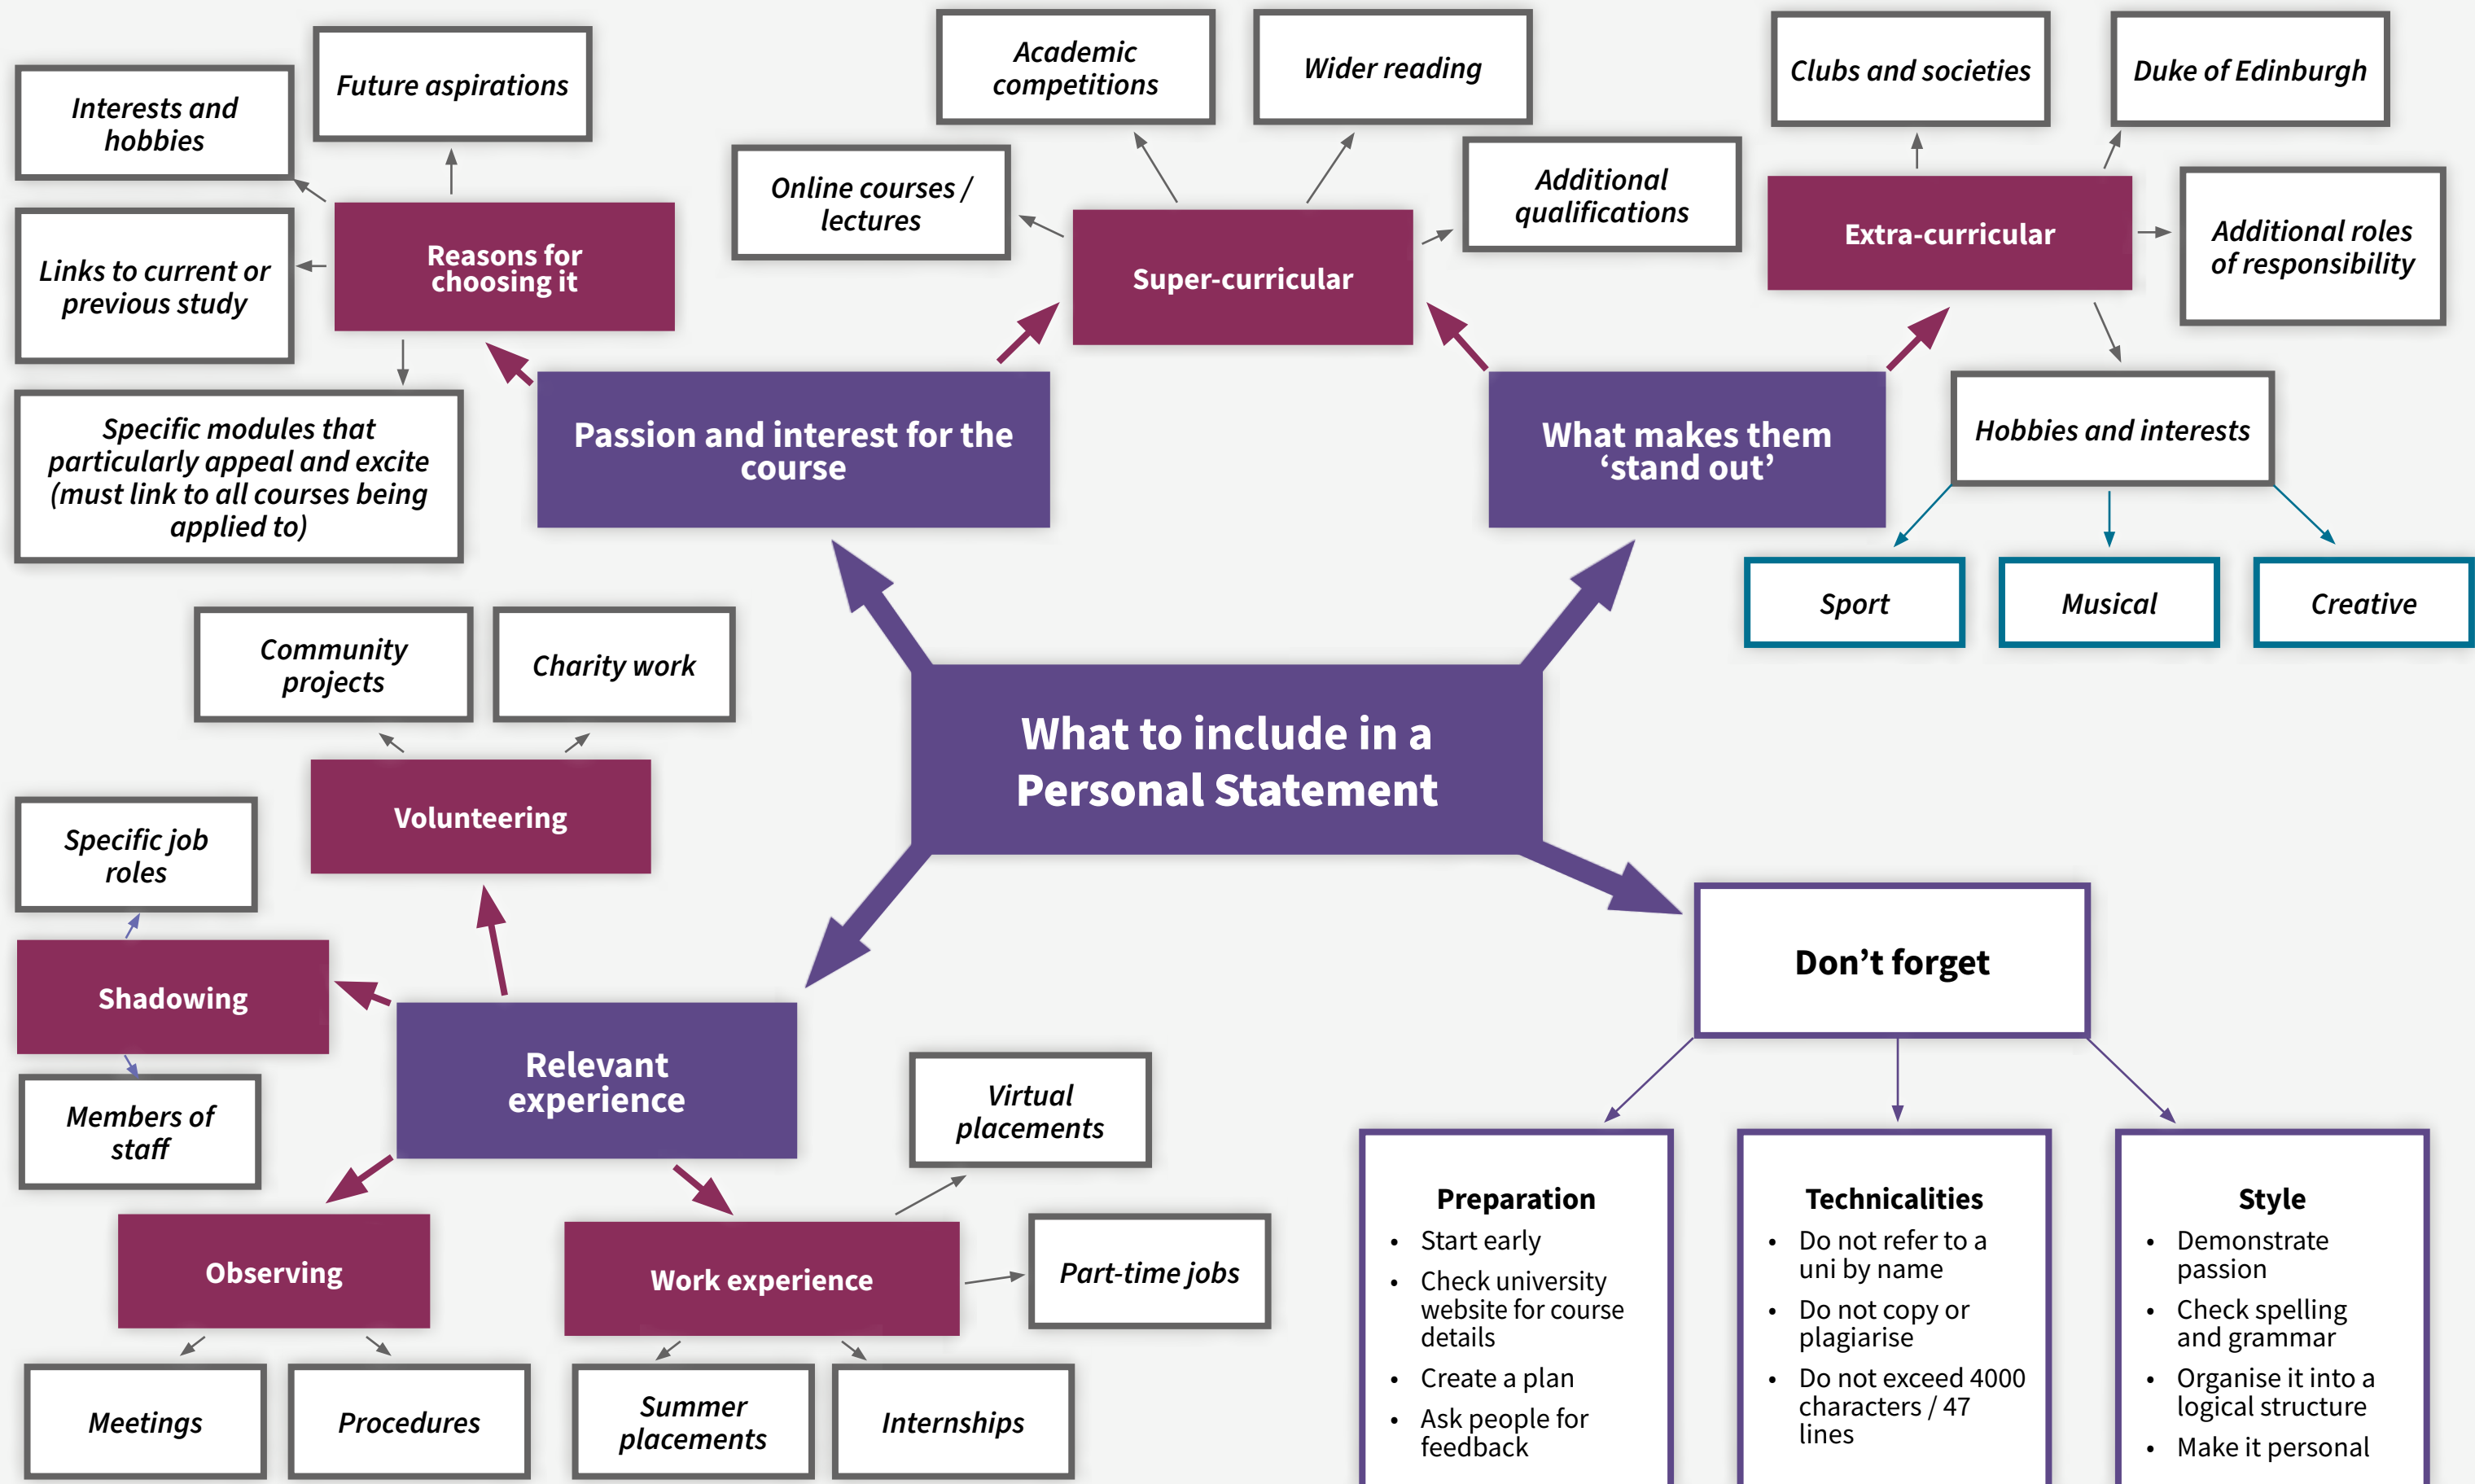 What to include in a
Personal Statement
Passion and interest for the
course
Reasons for
choosing it
Interests and
hobbies
Future aspirations
Links to current or
previous study
Specific modules that
particularly appeal and excite
(must link to all courses being
applied to)
Super-curricular
Online courses /
lectures
Academic
competitions
Wider reading
Additional
qualifications
What makes them
‘stand out’
Extra-curricular
Clubs and societies
Duke of Edinburgh
Additional roles
of responsibility
Hobbies and interests
Sport
Musical
Creative
Relevant
experience
Volunteering
Community
projects
Charity work
Shadowing
Specific job
roles
Members of
staff
Observing
Meetings
Procedures
Work experience
Virtual
placements
Part-time jobs
Summer
placements
Internships
Don’t forget
Preparation
• Start early
• Check university
website for course
details
• Create a plan
• Ask people for
feedback
Technicalities
• Do not refer to a
uni by name
• Do not copy or
plagiarise
• Do not exceed 4000
characters / 47
lines
Style
• Demonstrate
passion
• Check spelling
and grammar
• Organise it into a
logical structure
• Make it personal